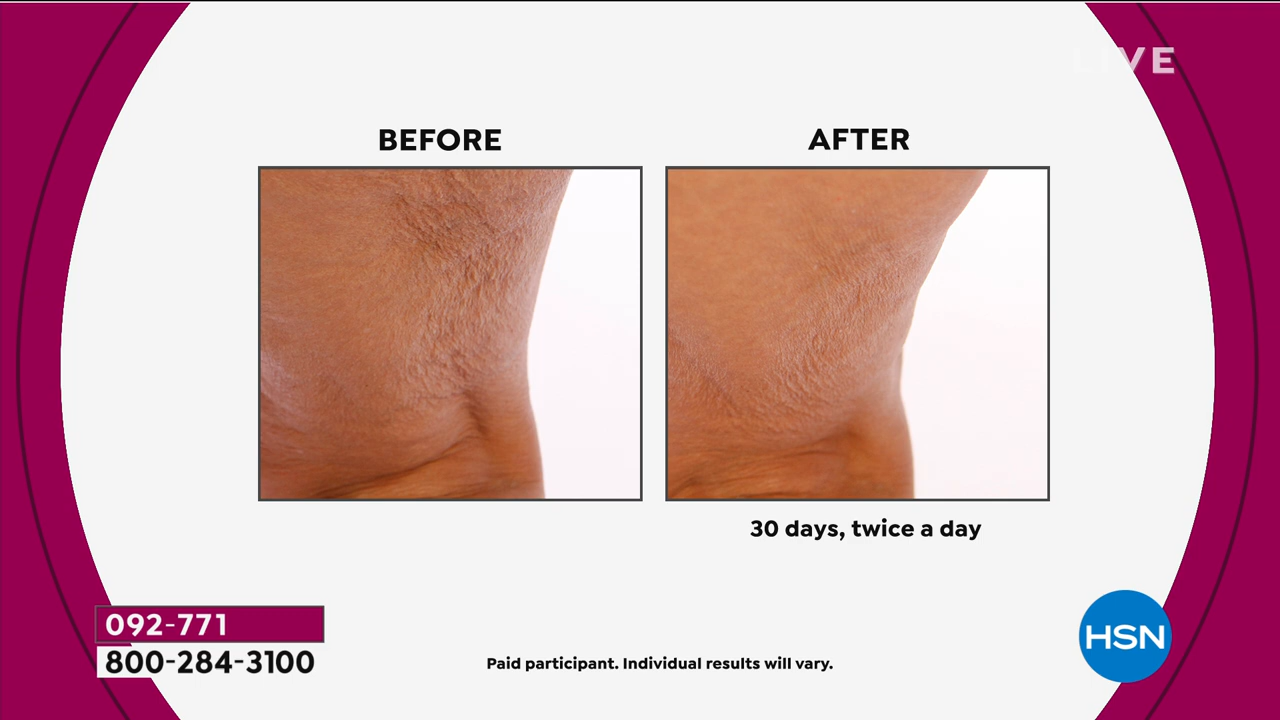 LIVE
BEFORE
AFTER
30 days, twice a day
092-771
800-284-3100
Paid participant. Individual results will vary.
HSN